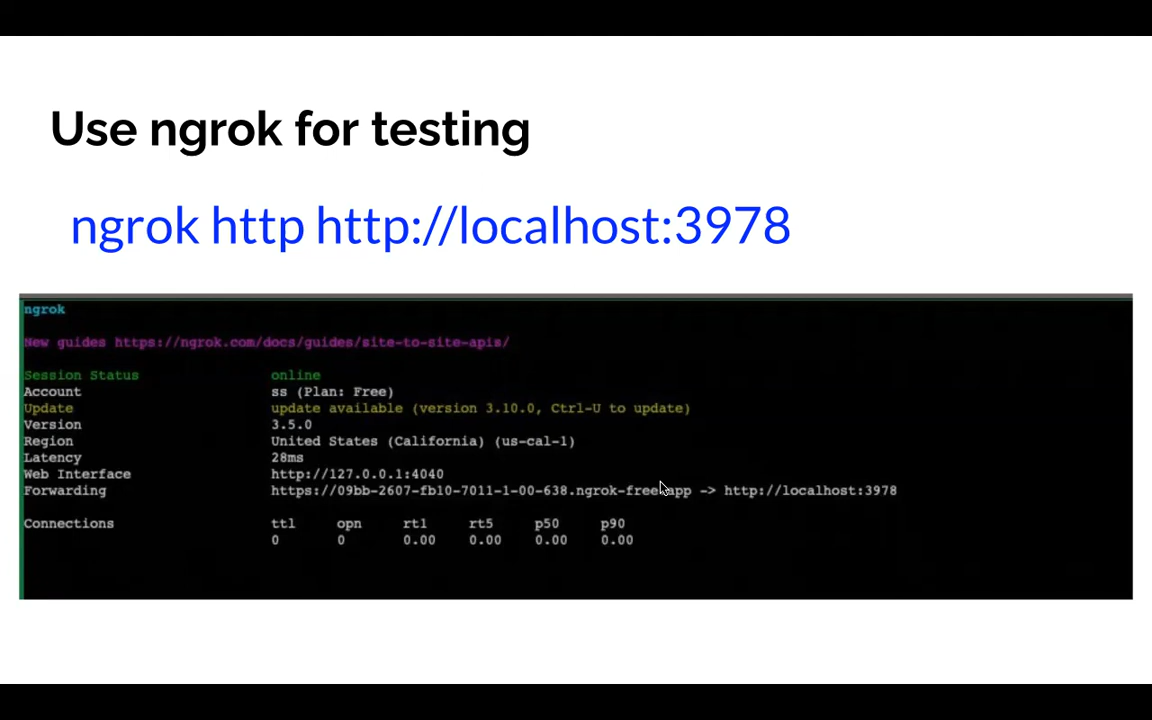 Use ngrok for testing
ngrok http http://localhost:3978
ngrok
New guides https://ngrok.com/docs/guides/site-to-site-apis/
Session Status online
Account ss (Plan: Free)
Update update available (version 3.10.0, Ctrl-U to update)
Version 3.5.0
Region United States (California) (us-cal-1)
Latency 28ms
Web Interface http://127.0.0.1:4040
Forwarding https://09bb-2607-fb10-7011-1-00-638.ngrok-free.app -> http://localhost:3978
Connections ttl opn rt1 rt5 p50 p90
0 0 0.00 0.00 0.00 0.00